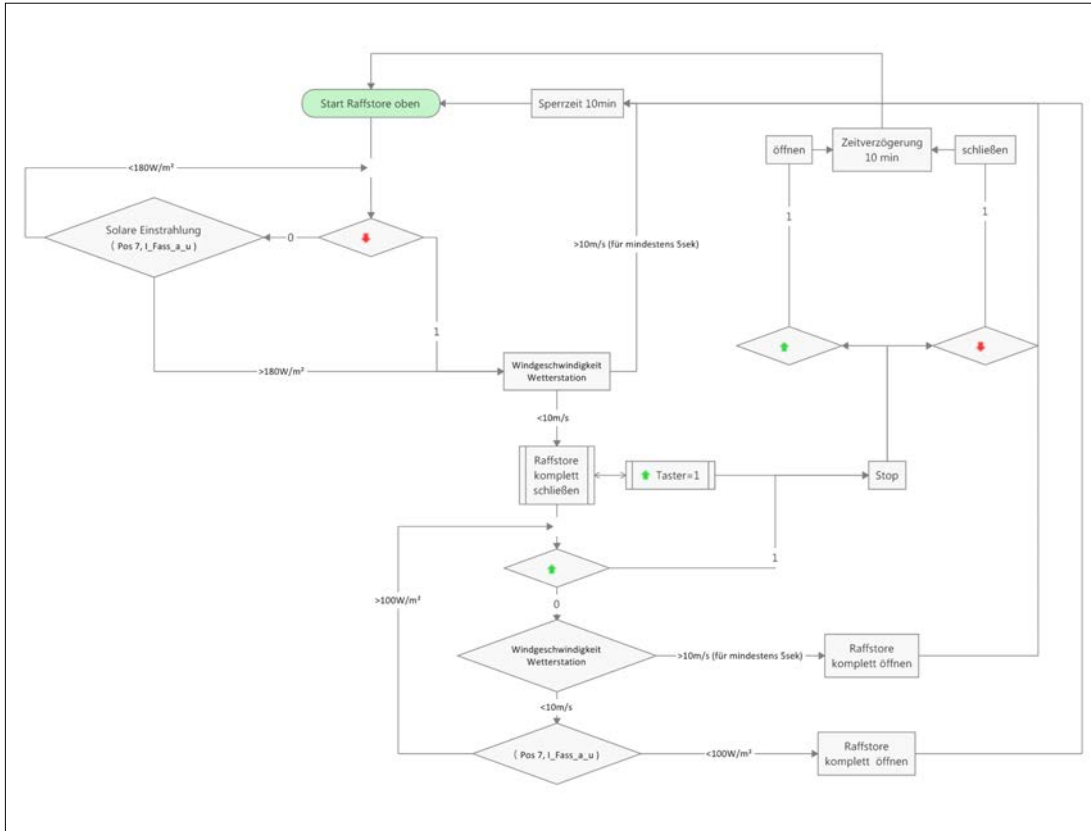 Start Raffstore oben
Sperrzeit 10min
öffnen
Zeitverzögerung
10 min
schließen
<180W/m²
Solare Einstrahlung
( Pos 7, I_Fass_a_u )
0
1
1
1
>10m/s (für mindestens 5sek)
>180W/m²
Windgeschwindigkeit
Wetterstation
<10m/s
Raffstore
komplett
schließen
Taster=1
Stop
1
>100W/m²
0
Windgeschwindigkeit
Wetterstation
>10m/s (für mindestens 5sek)
Raffstore
komplett öffnen
<10m/s
( Pos 7, I_Fass_a_u )
<100W/m²
Raffstore
komplett öffnen